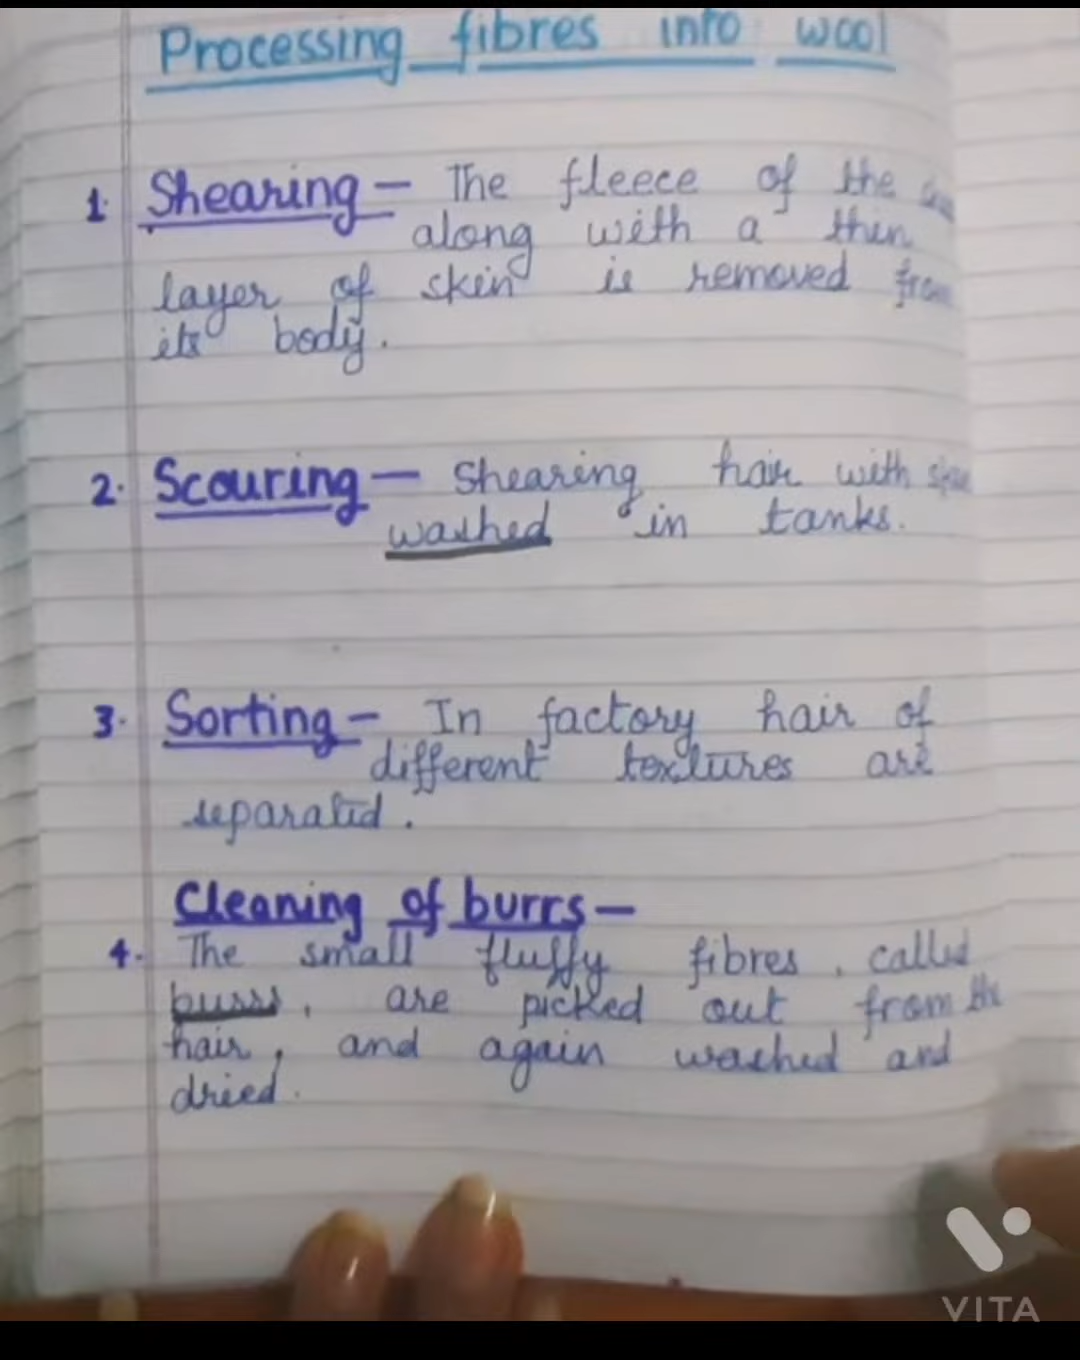 Processing fibres into wool
1. Shearing – The fleece of the
along with a thin
layer of skin is removed from
its body.
2. Scouring – Shearing hair with
washed in tanks.
3. Sorting – In factory hair of
different textures are
separated.
Cleaning of burrs –
4. The small fluffy fibres, called
burrs, are picked out from the
hair, and again washed and
dried.
VITA